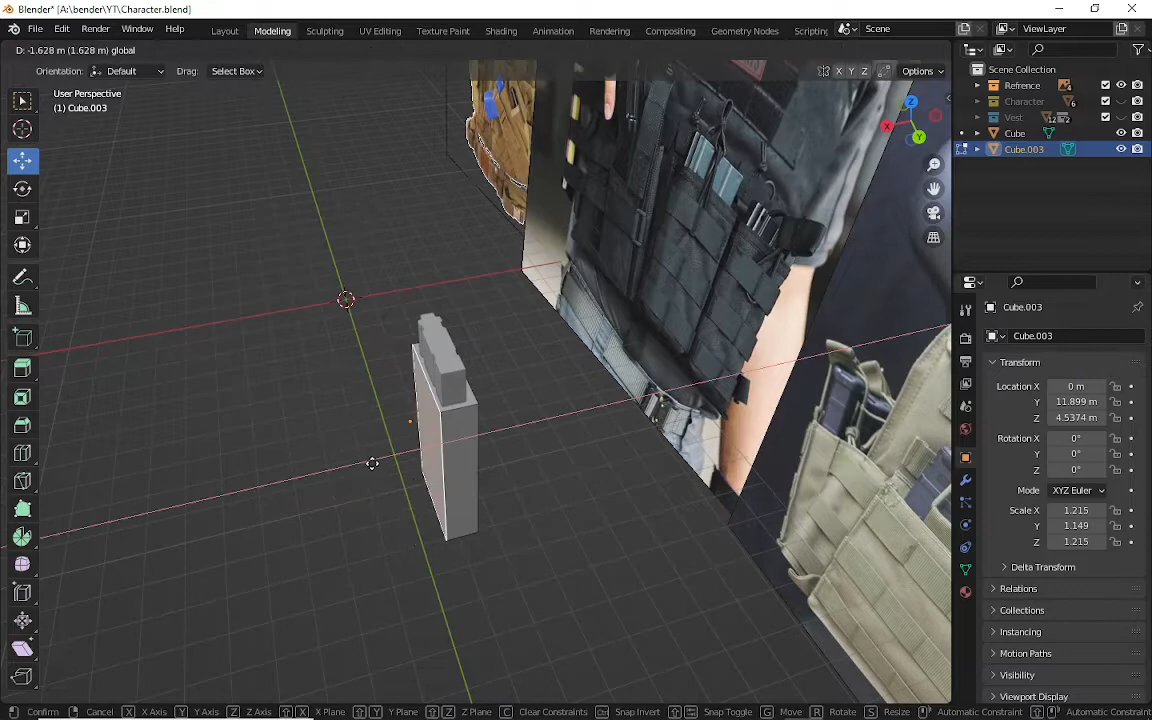 Blender* [A:\bender\YT\Character.blend]
File Edit Render Window Help Layout Modeling Sculpting UV Editing Texture Paint Shading Animation Rendering Compositing Geometry Nodes Scripting Scene ViewLayer
D: -1.628 m (1.628 m) global
Orientation: Default Drag: Select Box X Y Z Options
User Perspective
(1) Cube.003
Z
X
Y
Scene Collection
Refrence 4
Character 6
Vest 12 2
Cube
Cube.003
Cube.003
Cube.003
Transform
Location X 0 m
Y 11.899 m
Z 4.5374 m
Rotation X 0°
Y 0°
Z 0°
Mode XYZ Euler
Scale X 1.215
Y 1.149
Z 1.215
Delta Transform
Relations
Collections
Instancing
Motion Paths
Visibility
Viewport Display
Confirm Cancel X X Axis Y Y Axis Z Z Axis X X Plane Y Y Plane Z Z Plane C Clear Constraints Ctrl Snap Invert Snap Toggle G Move R Rotate S Resize Automatic Constraint Automatic Constraint